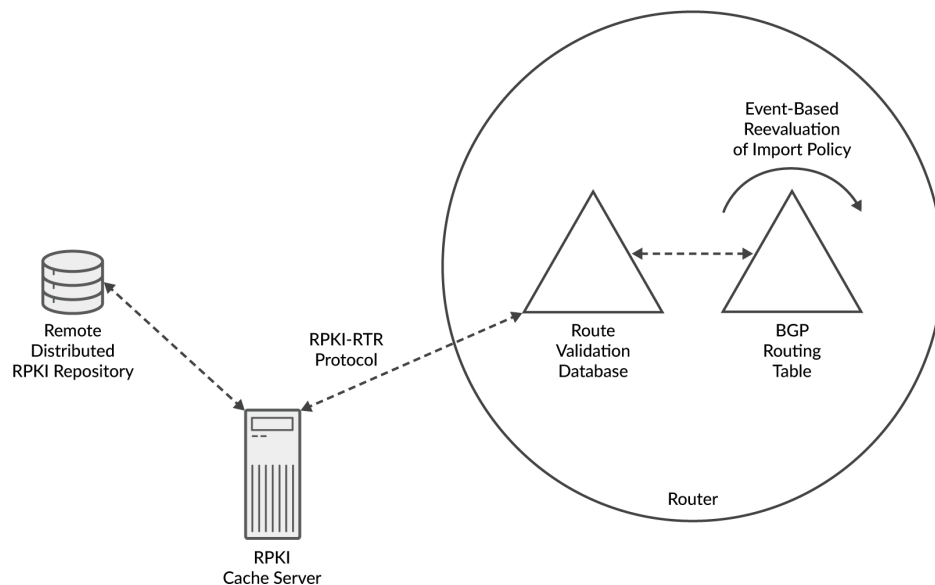 Event-Based
Reevaluation
of Import Policy
Remote
Distributed
RPKI Repository
RPKI-RTR
Protocol
Route
Validation
Database
BGP
Routing
Table
Router
RPKI
Cache Server